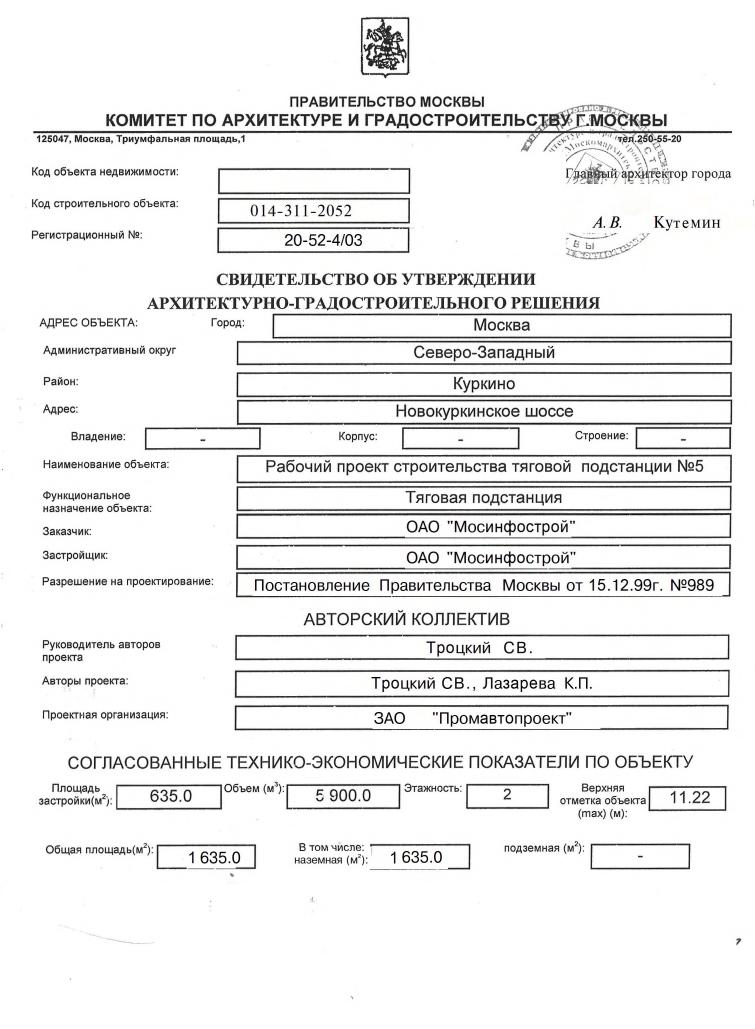 ПРАВИТЕЛЬСТВО МОСКВЫ
КОМИТЕТ ПО АРХИТЕКТУРЕ И ГРАДОСТРОИТЕЛЬСТВУ Г.МОСКВЫ
125047, Москва, Триумфальная площадь,1 тел.250-55-20
Код объекта недвижимости: Главный архитектор города
Код строительного объекта: 014-311-2052
А. В. Кутемин
Регистрационный №: 20-52-4/03
СВИДЕТЕЛЬСТВО ОБ УТВЕРЖДЕНИИ
АРХИТЕКТУРНО-ГРАДОСТРОИТЕЛЬНОГО РЕШЕНИЯ
АДРЕС ОБЪЕКТА: Город: Москва
Административный округ Северо-Западный
Район: Куркино
Адрес: Новокуркинское шоссе
Владение: - Корпус: - Строение: -
Наименование объекта: Рабочий проект строительства тяговой подстанции №5
Функциональное
назначение объекта: Тяговая подстанция
Заказчик: ОАО "Мосинфострой"
Застройщик: ОАО "Мосинфострой"
Разрешение на проектирование: Постановление Правительства Москвы от 15.12.99г. №989
АВТОРСКИЙ КОЛЛЕКТИВ
Руководитель авторов
проекта Троцкий СВ.
Авторы проекта: Троцкий СВ., Лазарева К.П.
Проектная организация: ЗАО "Промавтопроект"
СОГЛАСОВАННЫЕ ТЕХНИКО-ЭКОНОМИЧЕСКИЕ ПОКАЗАТЕЛИ ПО ОБЪЕКТУ
Площадь
застройки(м²): 635.0 Объем (м³): 5 900.0 Этажность: 2 Верхняя
отметка объекта
(max) (м): 11.22
Общая площадь(м²): 1 635.0 В том числе:
наземная (м²): 1 635.0 подземная (м²): -